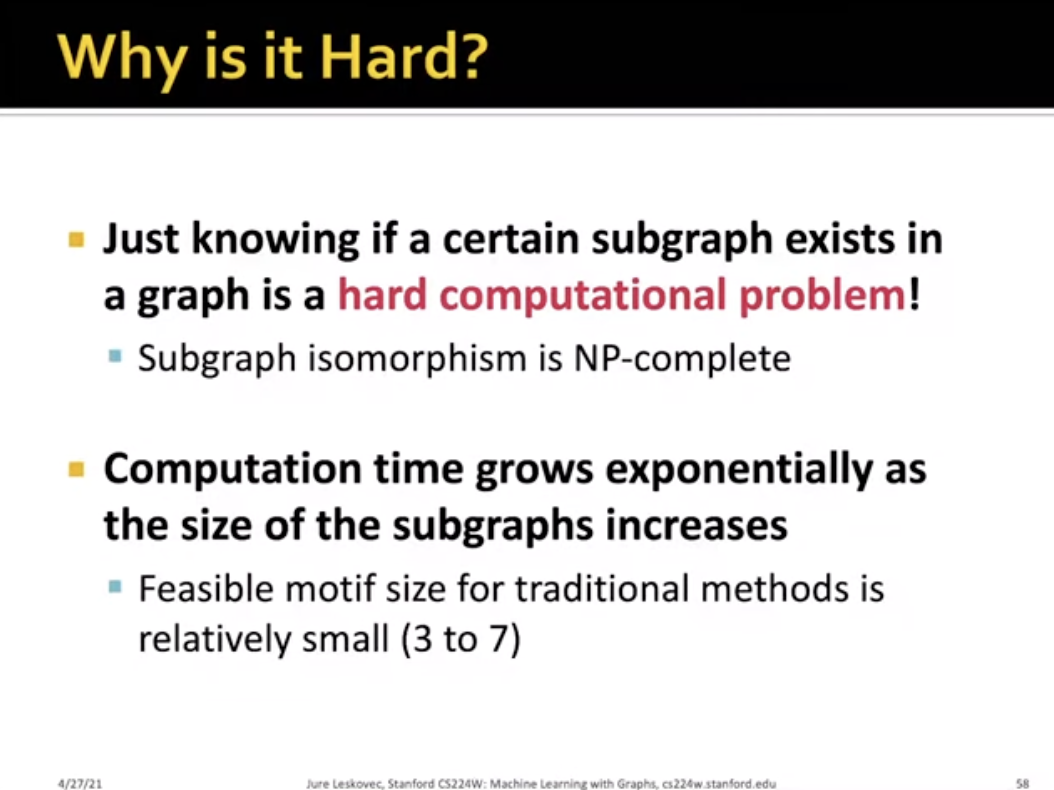 Why is it Hard?
Just knowing if a certain subgraph exists in
a graph is a hard computational problem!
Subgraph isomorphism is NP-complete
Computation time grows exponentially as
the size of the subgraphs increases
Feasible motif size for traditional methods is
relatively small (3 to 7)
4/27/21
Jure Leskovec, Stanford CS224W: Machine Learning with Graphs, cs224w.stanford.edu
58